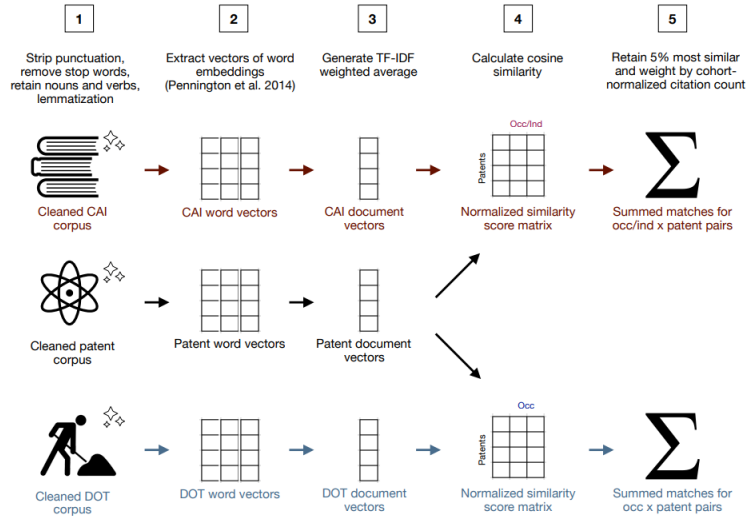 1
2
3
4
5
Strip punctuation,
remove stop words,
retain nouns and verbs,
lemmatization
Extract vectors of word
embeddings
(Pennington et al. 2014)
Generate TF-IDF
weighted average
Calculate cosine
similarity
Retain 5% most similar
and weight by cohort-
normalized citation count
Occ/Ind
Patents
Cleaned CAI
corpus
CAI word vectors
CAI document
vectors
Normalized similarity
score matrix
Summed matches for
occ/ind x patent pairs
Cleaned patent
corpus
Patent word vectors
Patent document
vectors
Occ
Patents
Cleaned DOT
corpus
DOT word vectors
DOT document
vectors
Normalized similarity
score matrix
Summed matches for
occ x patent pairs